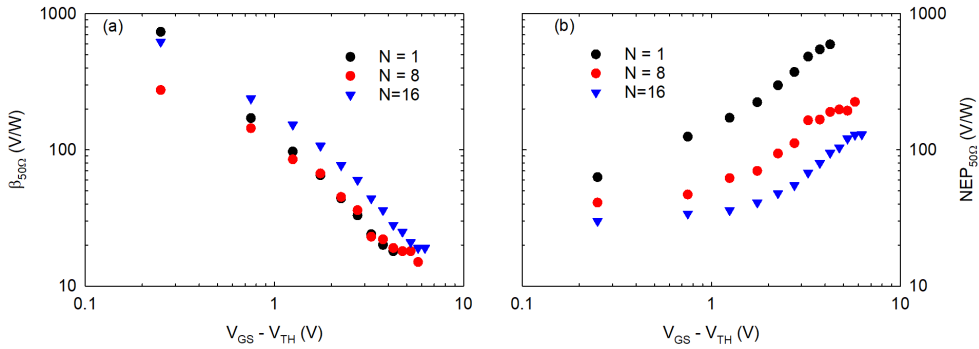 1000
100
10
0.1
1
10
β50Ω (V/W)
VGS - VTH (V)
(a)
N = 1
N = 8
N=16
(b)
N = 1
N = 8
N=16
1000
100
10
0.1
1
10
NEP50Ω (V/W)
VGS - VTH (V)